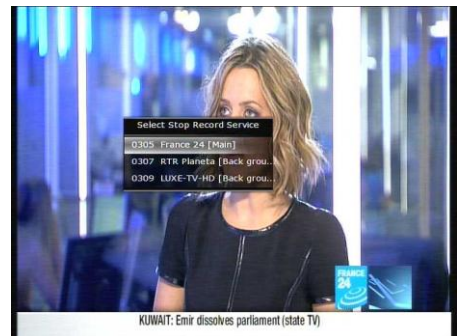 Select Stop Record Service
0305 France 24 [Main]
0307 RTR Planeta [Back grou...
0309 LUXE-TV-HD [Back grou...
FRANCE
24
KUWAIT: Emir dissolves parliament (state TV)